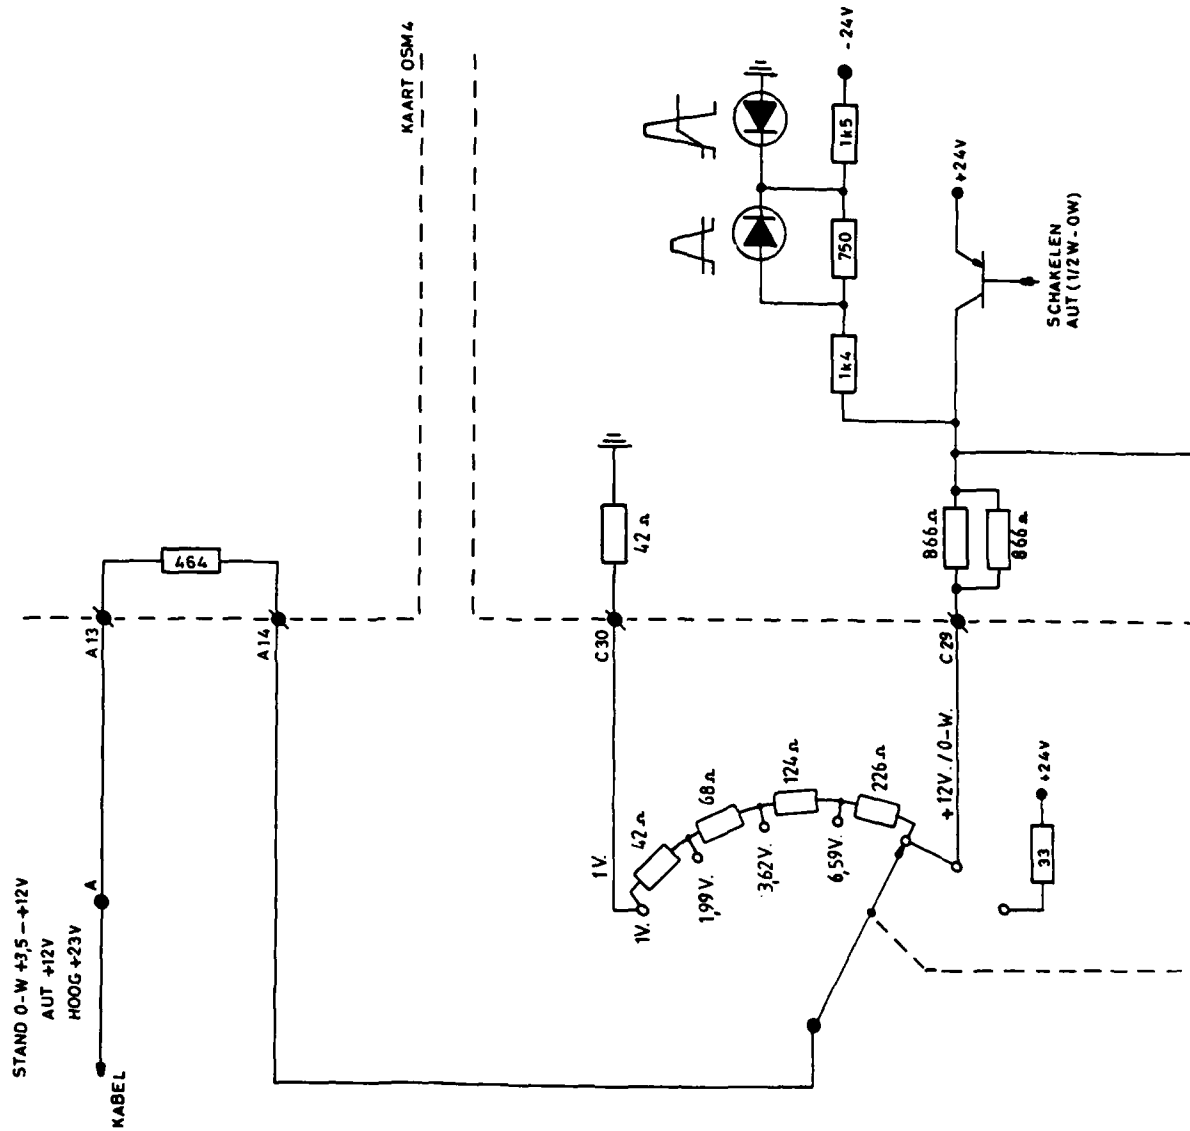 STAND 0-W +3,5 – +12V
AUT +12V
HOOG +23V
KABEL
A
A13
A14
464
KAART OSM4
1V.
C30
42Ω
1V.
42Ω
1,99V.
68Ω
3,62V.
124Ω
6,59V.
226Ω
+12V./0-W.
C29
866Ω
866Ω
33
+24V
1k4
750
1k5
-24V
+24V
SCHAKELEN
AUT (1/2W-0W)